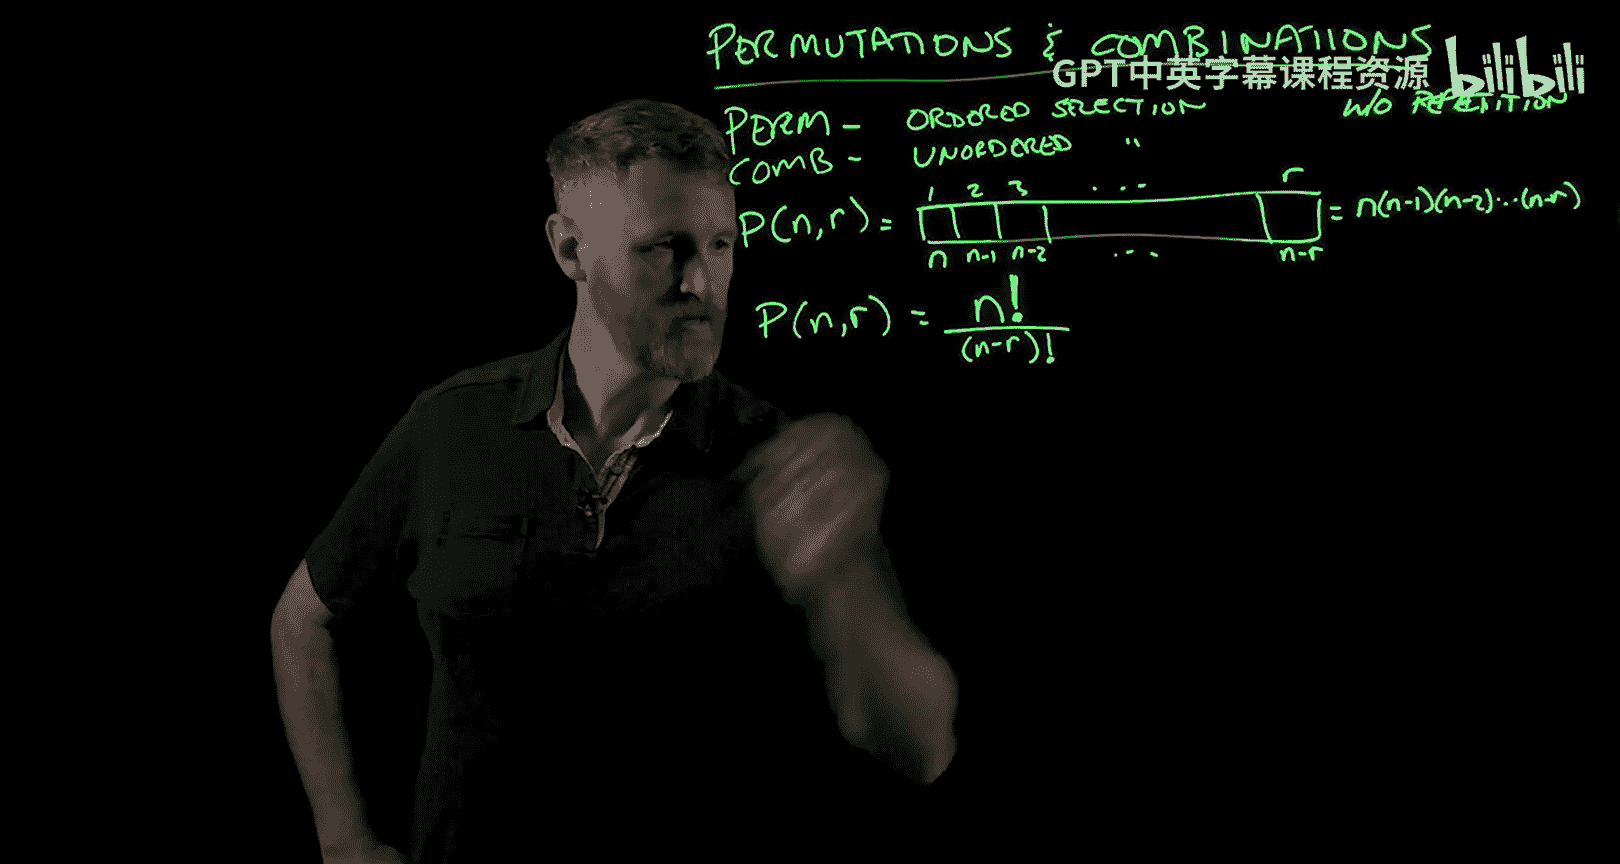 PERMUTATIONS & COMBINATIONS
GPT中英字幕课程资源 bilibili
PERM - ORDERED SELECTION W/O REPETITION
COMB - UNORDERED "
1 2 3 ... r
P(n,r) = = n(n-1)(n-2)...(n-r)
n n-1 n-2 ... n-r
P(n,r) = n!
(n-r)!